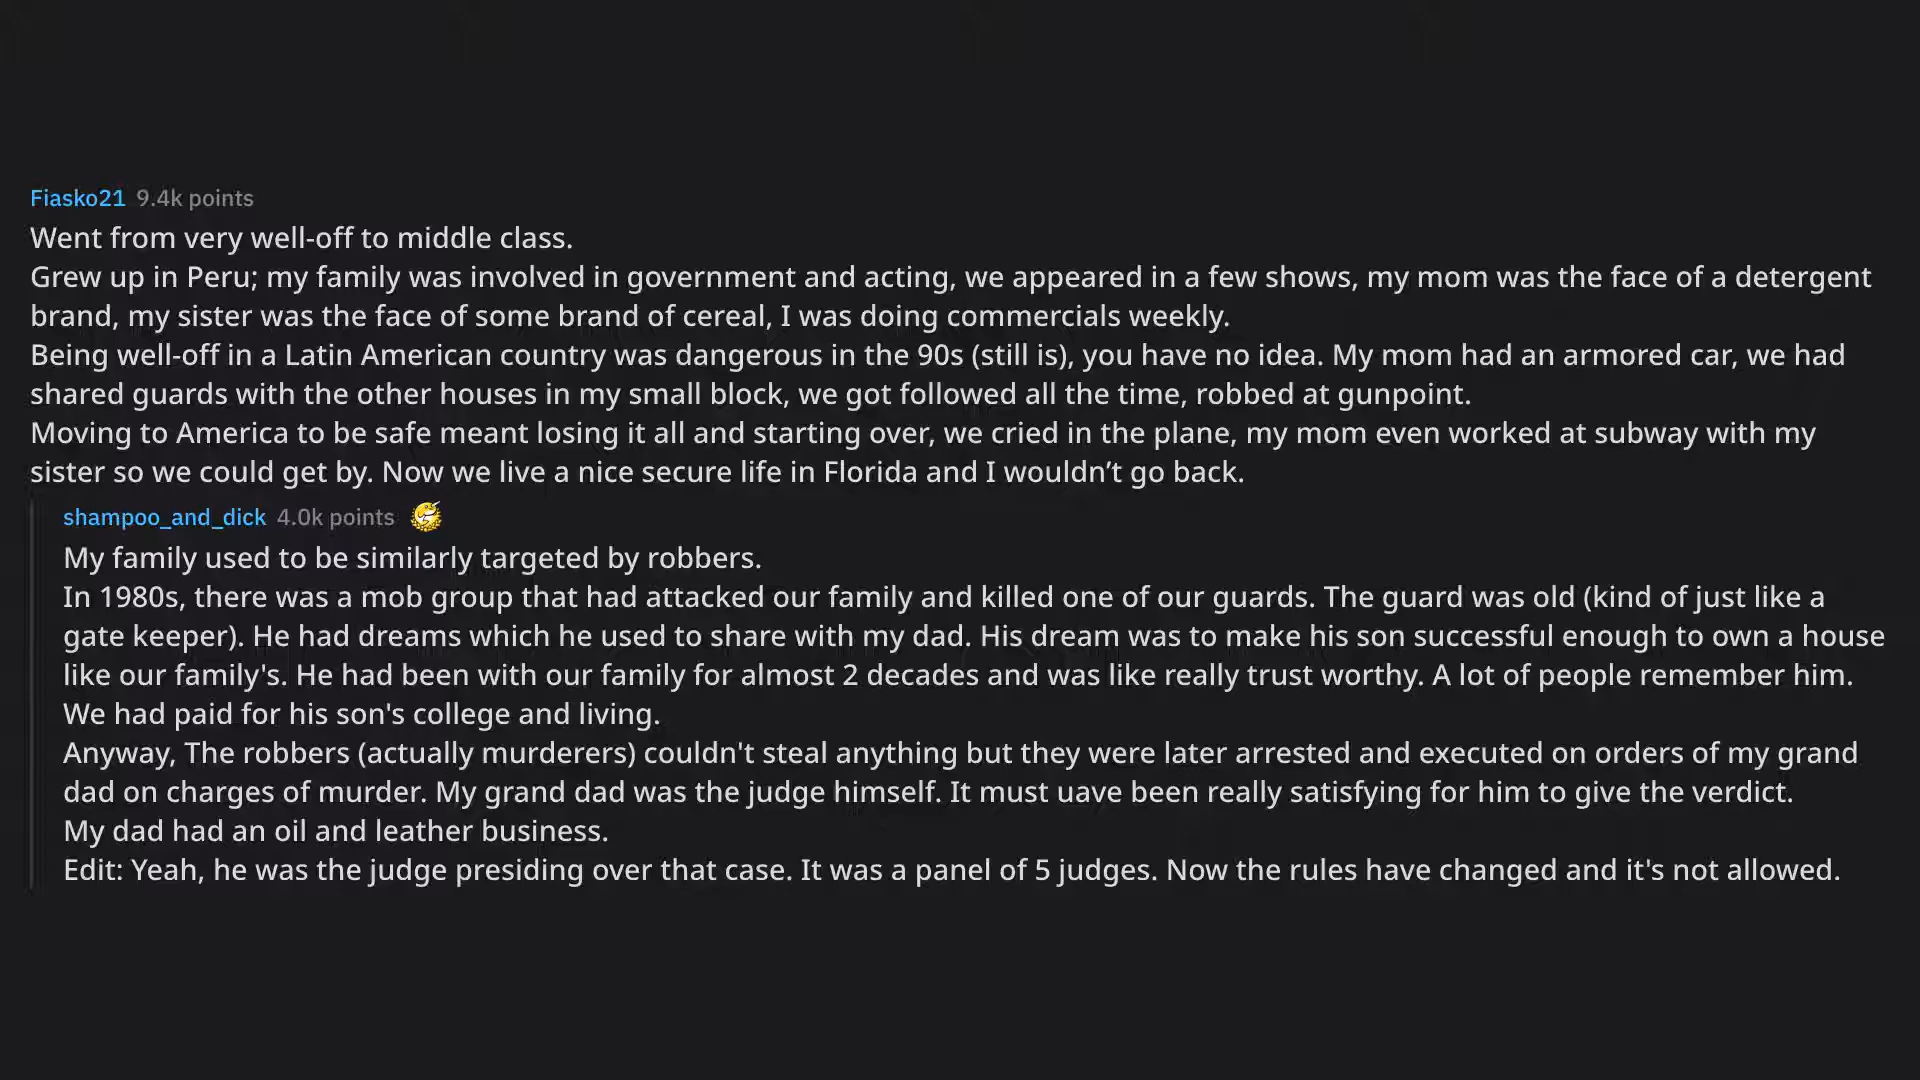 Fiasko21 9.4k points
Went from very well-off to middle class.
Grew up in Peru; my family was involved in government and acting, we appeared in a few shows, my mom was the face of a detergent
brand, my sister was the face of some brand of cereal, I was doing commercials weekly.
Being well-off in a Latin American country was dangerous in the 90s (still is), you have no idea. My mom had an armored car, we had
shared guards with the other houses in my small block, we got followed all the time, robbed at gunpoint.
Moving to America to be safe meant losing it all and starting over, we cried in the plane, my mom even worked at subway with my
sister so we could get by. Now we live a nice secure life in Florida and I wouldn’t go back.
shampoo_and_dick 4.0k points
My family used to be similarly targeted by robbers.
In 1980s, there was a mob group that had attacked our family and killed one of our guards. The guard was old (kind of just like a
gate keeper). He had dreams which he used to share with my dad. His dream was to make his son successful enough to own a house
like our family's. He had been with our family for almost 2 decades and was like really trust worthy. A lot of people remember him.
We had paid for his son's college and living.
Anyway, The robbers (actually murderers) couldn't steal anything but they were later arrested and executed on orders of my grand
dad on charges of murder. My grand dad was the judge himself. It must uave been really satisfying for him to give the verdict.
My dad had an oil and leather business.
Edit: Yeah, he was the judge presiding over that case. It was a panel of 5 judges. Now the rules have changed and it's not allowed.